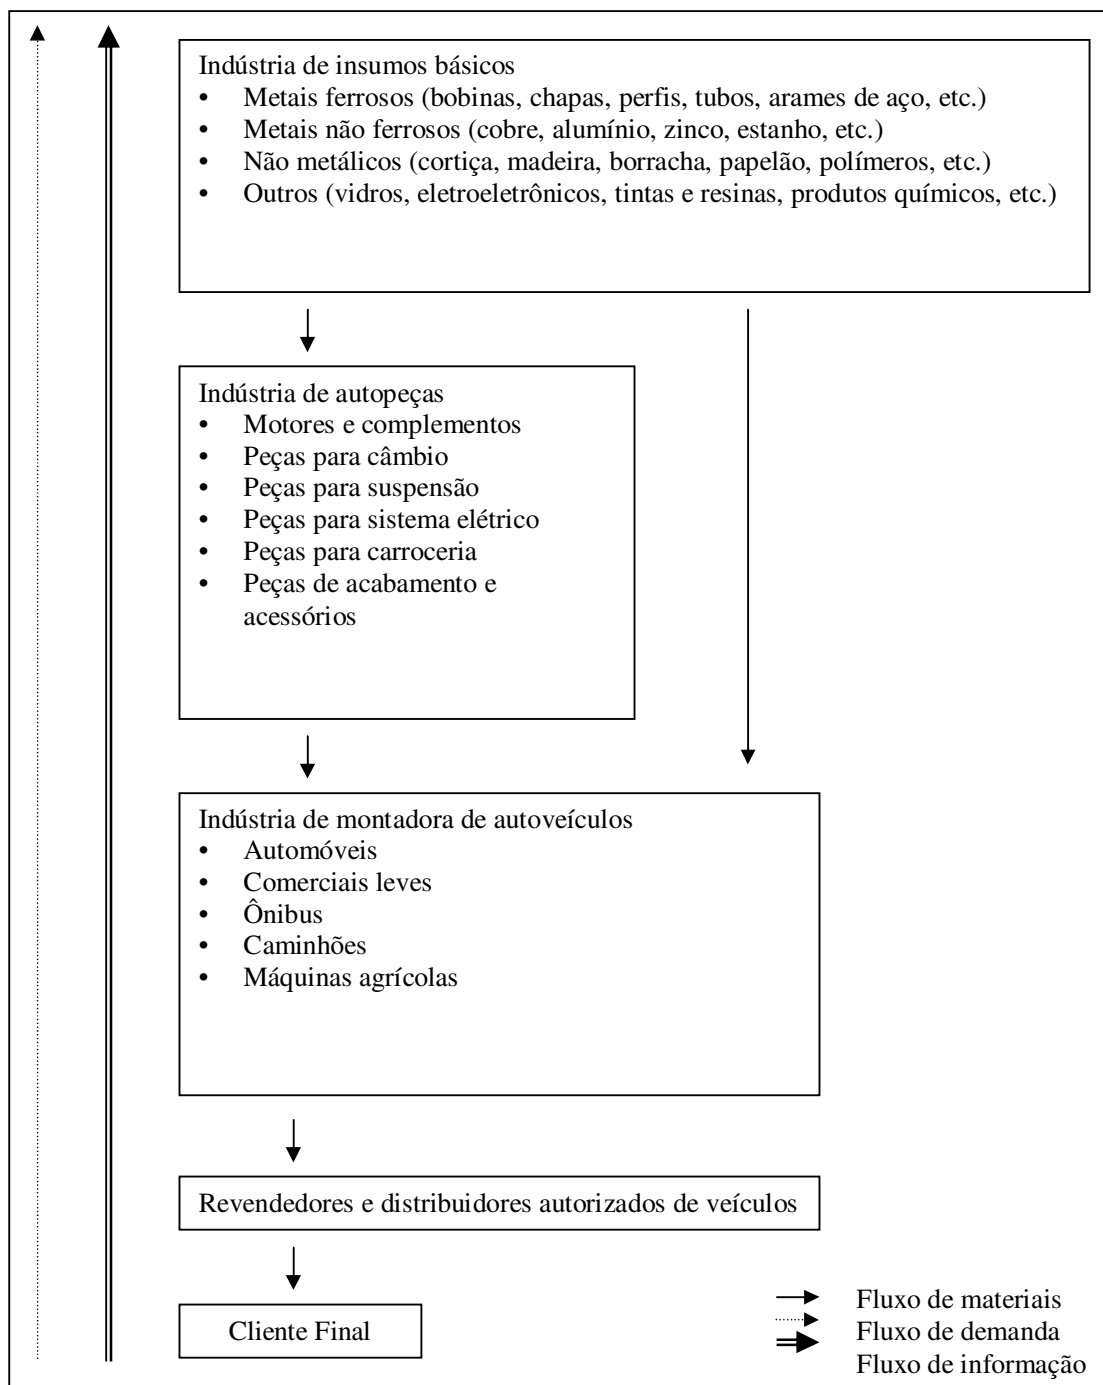 Indústria de insumos básicos
• Metais ferrosos (bobinas, chapas, perfis, tubos, arames de aço, etc.)
• Metais não ferrosos (cobre, alumínio, zinco, estanho, etc.)
• Não metálicos (cortiça, madeira, borracha, papelão, polímeros, etc.)
• Outros (vidros, eletroeletrônicos, tintas e resinas, produtos químicos, etc.)
Indústria de autopeças
• Motores e complementos
• Peças para câmbio
• Peças para suspensão
• Peças para sistema elétrico
• Peças para carroceria
• Peças de acabamento e
acessórios
Indústria de montadora de autoveículos
• Automóveis
• Comerciais leves
• Ônibus
• Caminhões
• Máquinas agrícolas
Revendedores e distribuidores autorizados de veículos
Cliente Final
Fluxo de materiais
Fluxo de demanda
Fluxo de informação